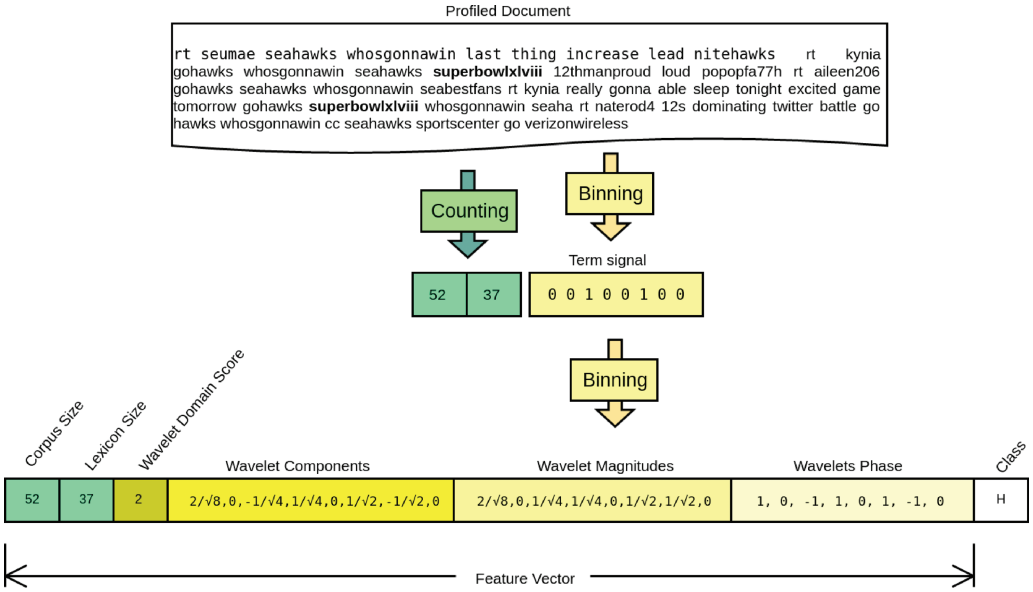 Profiled Document
rt seumae seahawks whosgonnawin last thing increase lead nitehawks rt kynia
gohawks whosgonnawin seahawks superbowlxlviii 12thmanproud loud popopfa77h rt aileen206
gohawks seahawks whosgonnawin seabestfans rt kynia really gonna able sleep tonight excited game
tomorrow gohawks superbowlxlviii whosgonnawin seaha rt naterod4 12s dominating twitter battle go
hawks whosgonnawin cc seahawks sportscenter go verizonwireless
Counting
Binning
Term signal
52 37 0 0 1 0 0 1 0 0
Binning
Corpus Size
Lexicon Size
Wavelet Domain Score
Wavelet Components
Wavelet Magnitudes
Wavelets Phase
Class
52 37 2 2/√8,0,-1/√4,1/√4,0,1/√2,-1/√2,0 2/√8,0,1/√4,1/√4,0,1/√2,1/√2,0 1, 0, -1, 1, 0, 1, -1, 0 H
Feature Vector